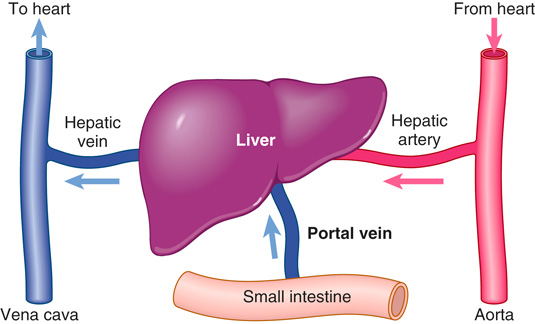 To heart
From heart
Hepatic
vein
Liver
Hepatic
artery
Portal vein
Small intestine
Vena cava
Aorta